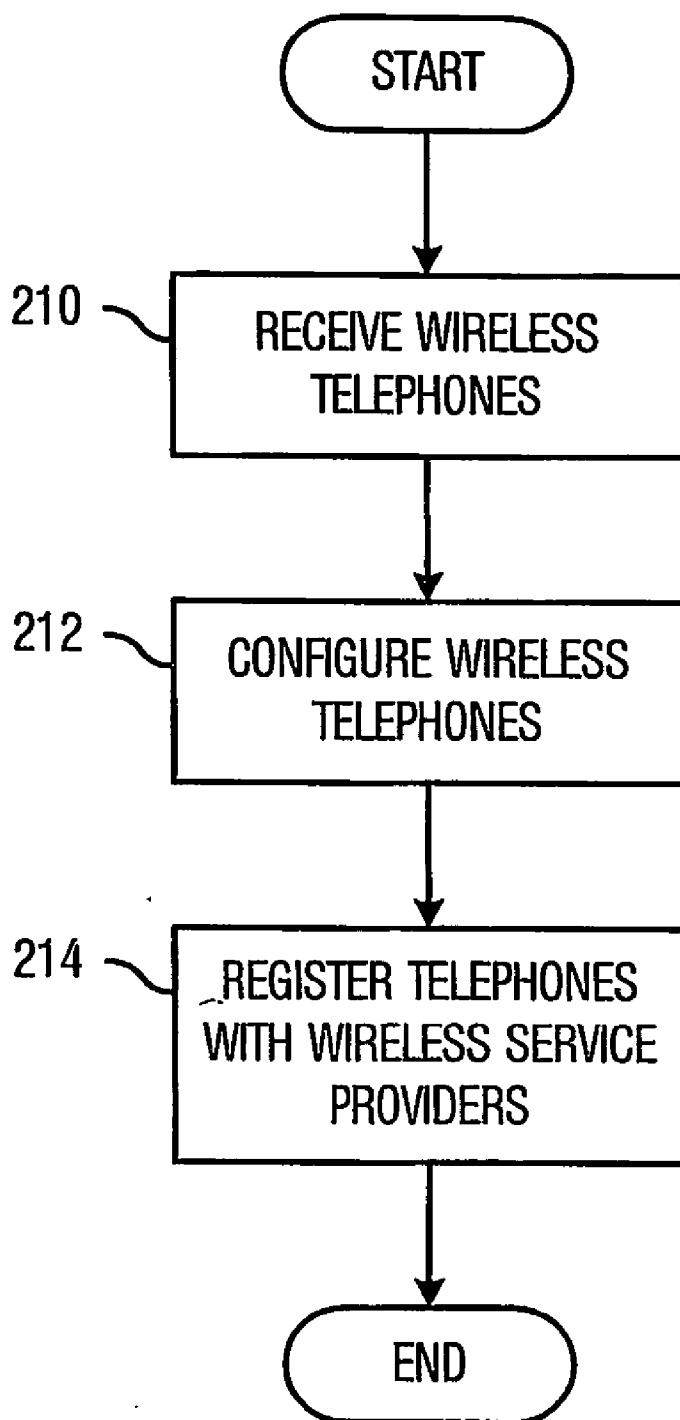 START
210
RECEIVE WIRELESS
TELEPHONES
212
CONFIGURE WIRELESS
TELEPHONES
214
REGISTER TELEPHONES
WITH WIRELESS SERVICE
PROVIDERS
END